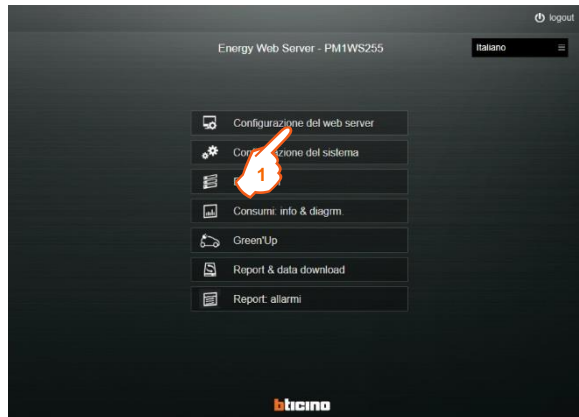 logout
Energy Web Server - PM1WS255
Italiano
Configurazione del web server
zione del sistema
1
Consumi: info & diagrm.
Green'Up
Report & data download
Report: allarmi
bticino